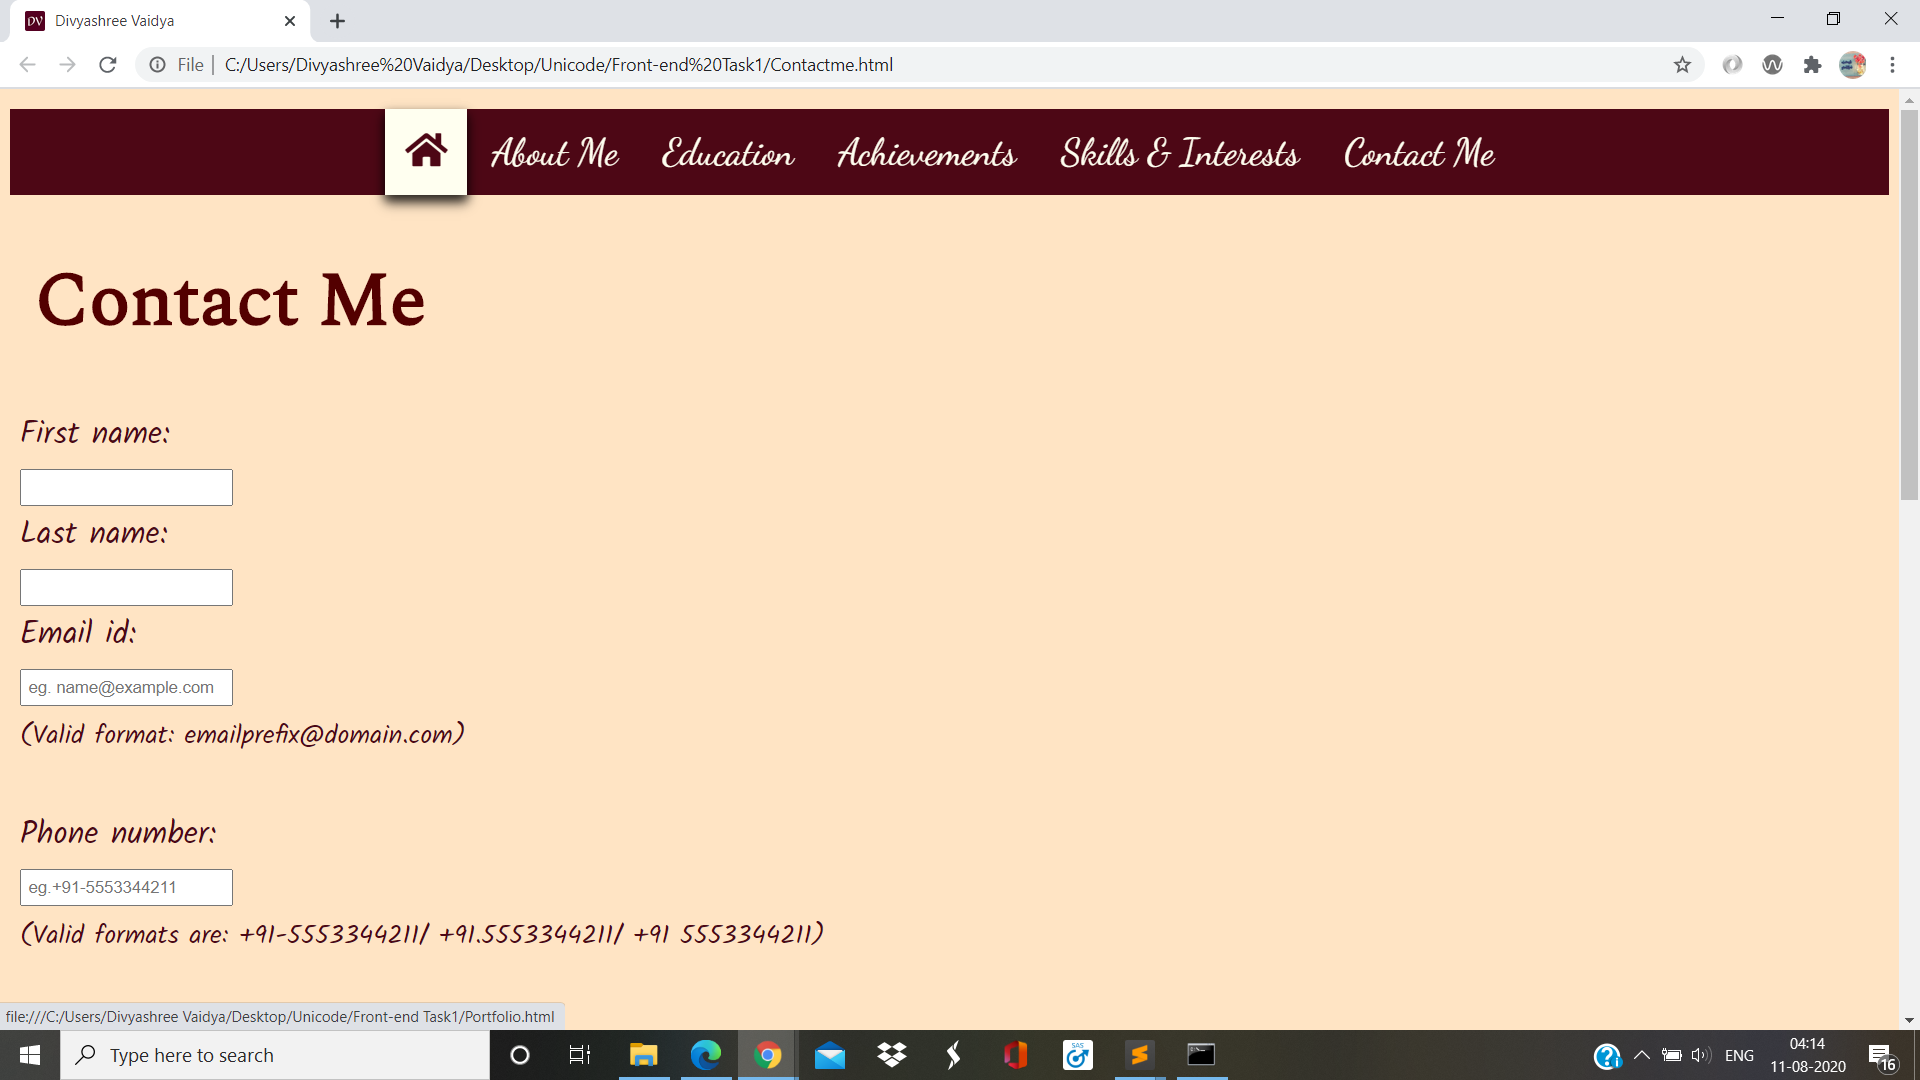 DV Divyashree Vaidya
File | C:/Users/Divyashree%20Vaidya/Desktop/Unicode/Front-end%20Task1/Contactme.html
About Me Education Achievements Skills & Interests Contact Me
Contact Me
First name:
Last name:
Email id:
eg. name@example.com
(Valid format: emailprefix@domain.com)
Phone number:
eg.+91-5553344211
(Valid formats are: +91-5553344211/ +91.5553344211/ +91 5553344211)
file:///C:/Users/Divyashree Vaidya/Desktop/Unicode/Front-end Task1/Portfolio.html
Type here to search
SAS
ENG
04:14
11-08-2020
16